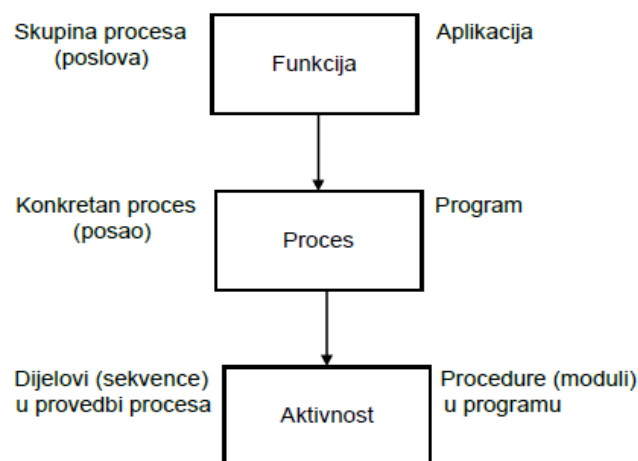 Skupina procesa
(poslova)
Funkcija
Aplikacija
Konkretan proces
(posao)
Proces
Program
Dijelovi (sekvence)
u provedbi procesa
Aktivnost
Procedure (moduli)
u programu